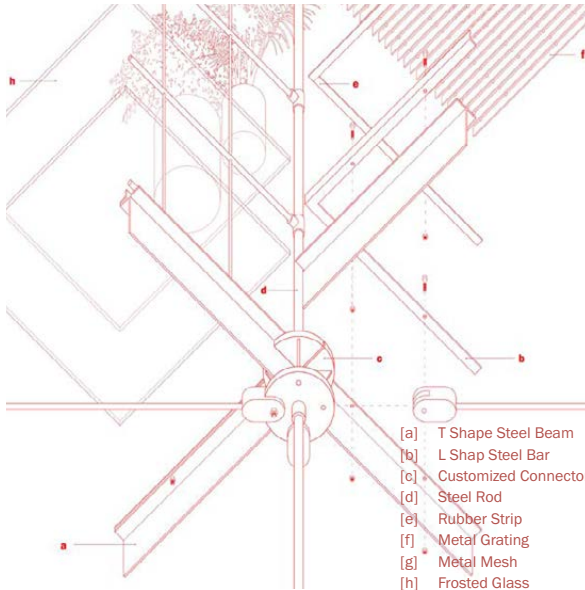 h
f
e
d
c
b
a
[a] T Shape Steel Beam
[b] L Shap Steel Bar
[c] Customized Connecto
[d] Steel Rod
[e] Rubber Strip
[f] Metal Grating
[g] Metal Mesh
[h] Frosted Glass